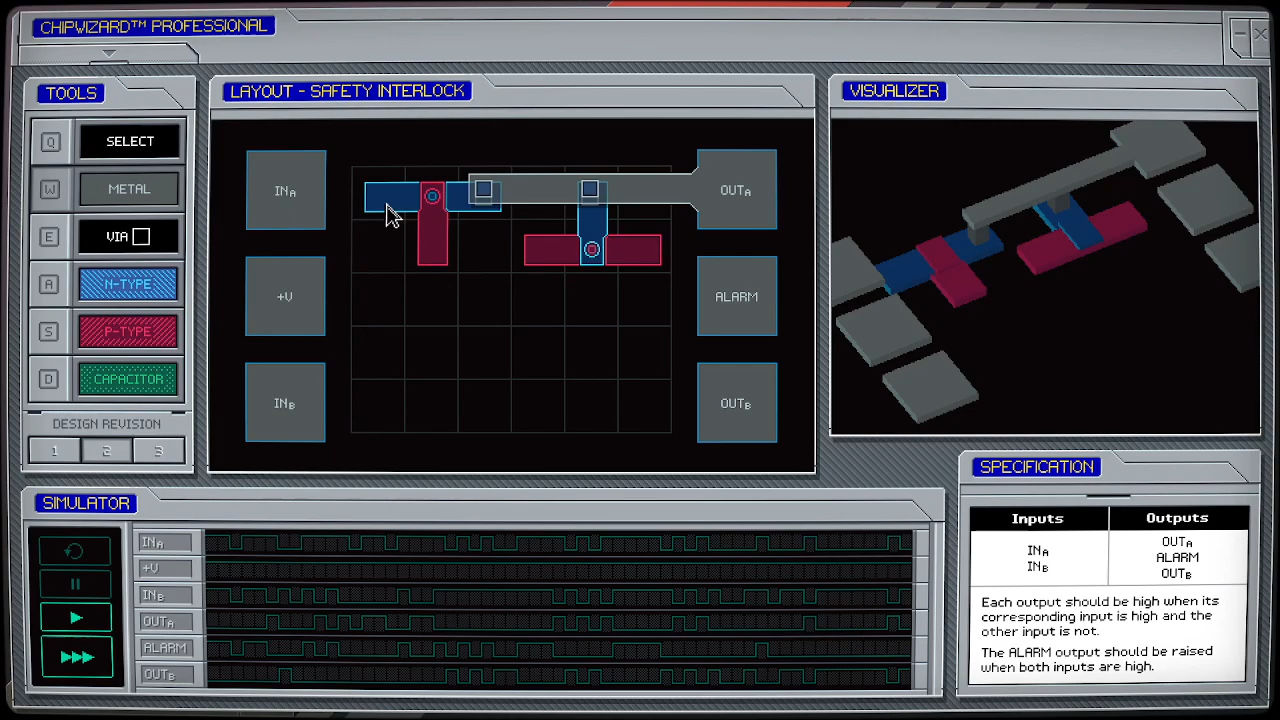 CHIPWIZARD™ PROFESSIONAL
TOOLS
Q
SELECT
W
METAL
E
VIA
A
N-TYPE
S
P-TYPE
D
CAPACITOR
DESIGN REVISION
1 2 3
LAYOUT - SAFETY INTERLOCK
INA
+V
INB
OUTA
ALARM
OUTB
VISUALIZER
SIMULATOR
INA
+V
INB
OUTA
ALARM
OUTB
SPECIFICATION
Inputs Outputs
INA
INB
OUTA
ALARM
OUTB
Each output should be high when its
corresponding input is high and the
other input is not.
The ALARM output should be raised
when both inputs are high.